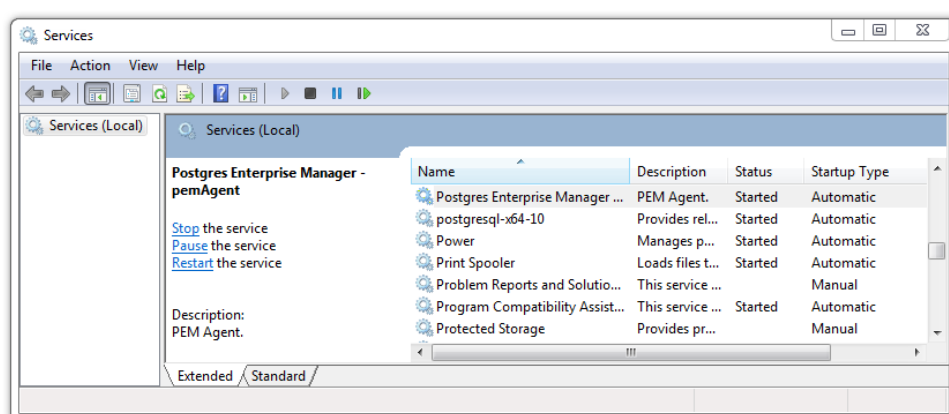 Services
File Action View Help
Services (Local)
Services (Local)
Postgres Enterprise Manager -
pemAgent
Stop the service
Pause the service
Restart the service
Description:
PEM Agent.
Name Description Status Startup Type
Postgres Enterprise Manager ... PEM Agent. Started Automatic
postgresql-x64-10 Provides rel... Started Automatic
Power Manages p... Started Automatic
Print Spooler Loads files t... Started Automatic
Problem Reports and Solutio... This service ... Manual
Program Compatibility Assist... This service ... Started Automatic
Protected Storage Provides pr... Manual
Extended Standard